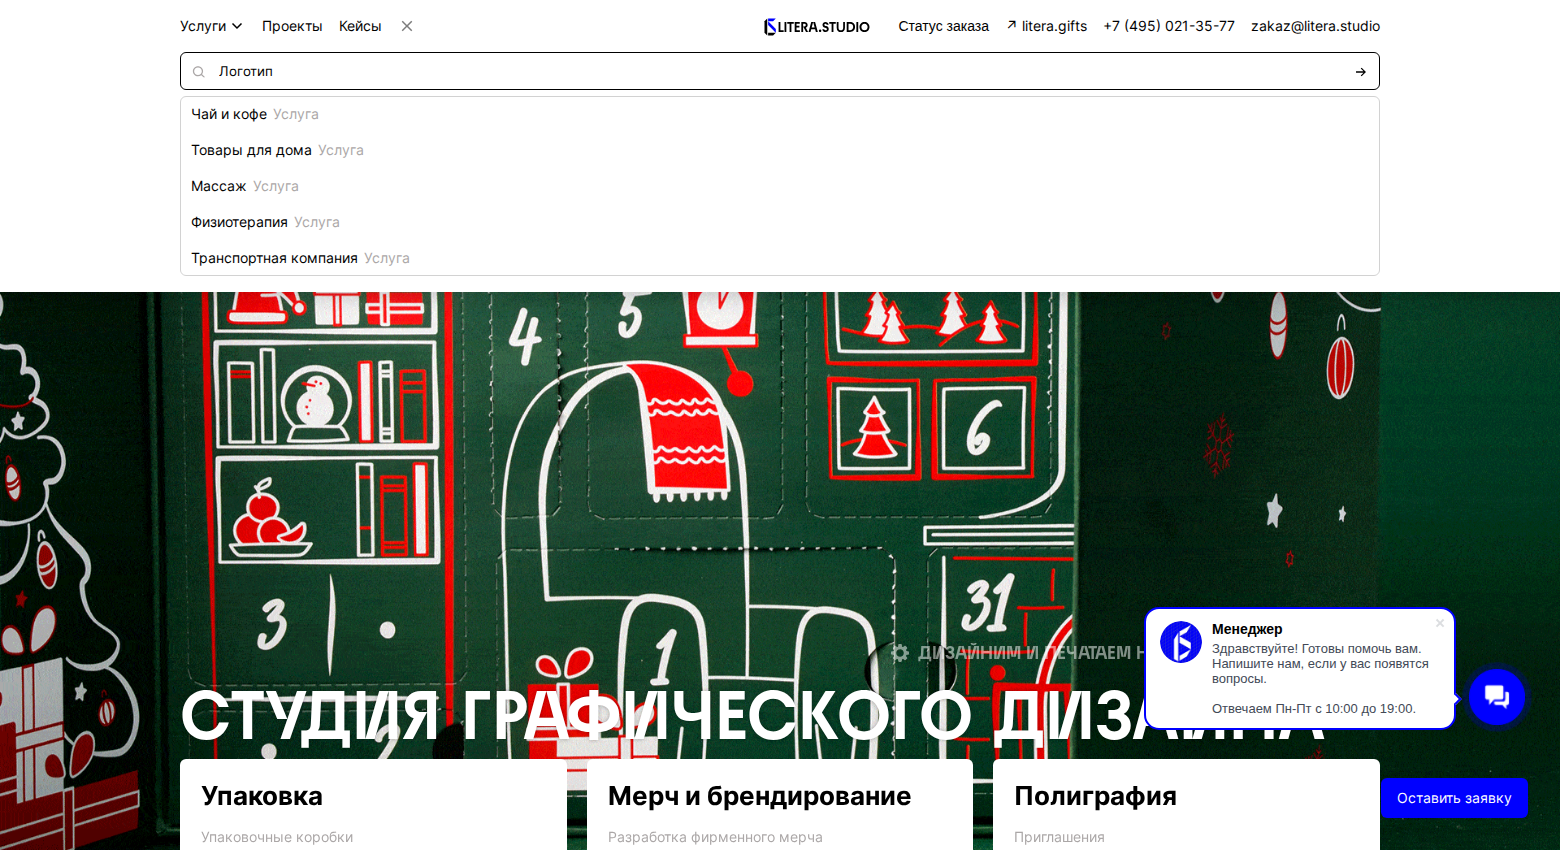 Услуги Проекты Кейсы LITERA.STUDIO Статус заказа litera.gifts +7 (495) 021-35-77 zakaz@litera.studio
Логотип
Чай и кофе Услуга
Товары для дома Услуга
Массаж Услуга
Физиотерапия Услуга
Транспортная компания Услуга
4
5
6
3
31
1
2
ДИЗАЙНИМ И ПЕЧАТАЕМ
СТУДИЯ ГРАФИЧЕСКОГО ДИЗАЙНА
Менеджер
Здравствуйте! Готовы помочь вам.
Напишите нам, если у вас появятся
вопросы.
Отвечаем Пн-Пт с 10:00 до 19:00.
Упаковка
Упаковочные коробки
Мерч и брендирование
Разработка фирменного мерча
Полиграфия
Приглашения
Оставить заявку